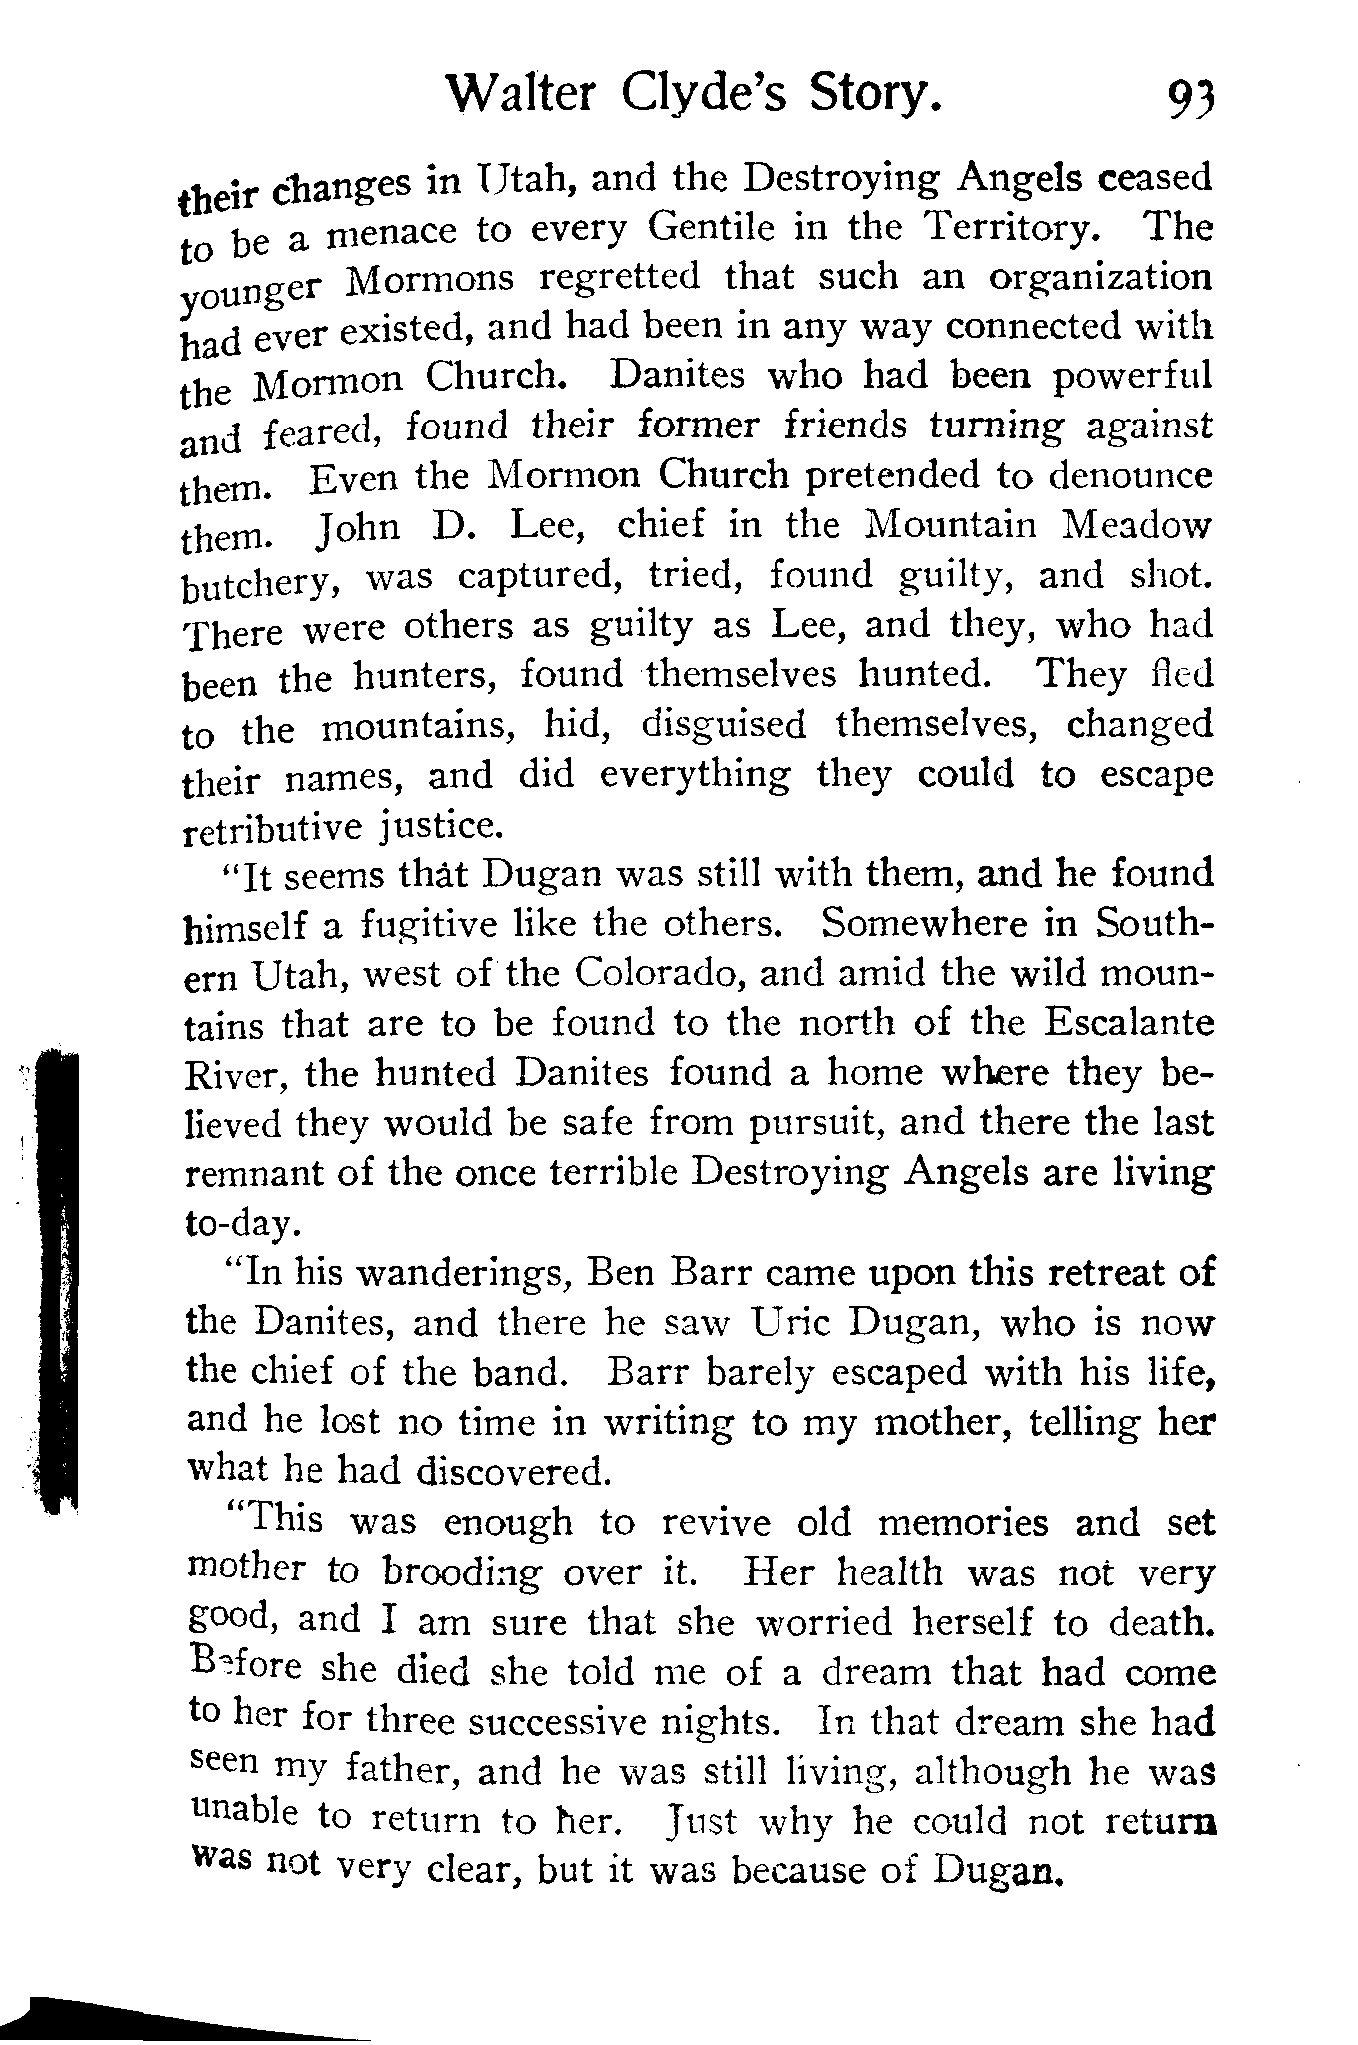 Walter Clyde's Story. 93
their changes in Utah, and the Destroying Angels ceased
to be a menace to every Gentile in the Territory. The
younger Mormons regretted that such an organization
had ever existed, and had been in any way connected with
the Mormon Church. Danites who had been powerful
and feared, found their former friends turning against
them. Even the Mormon Church pretended to denounce
them. John D. Lee, chief in the Mountain Meadow
butchery, was captured, tried, found guilty, and shot.
There were others as guilty as Lee, and they, who had
been the hunters, found themselves hunted. They fled
to the mountains, hid, disguised themselves, changed
their names, and did everything they could to escape
retributive justice.
"It seems that Dugan was still with them, and he found
himself a fugitive like the others. Somewhere in South-
ern Utah, west of the Colorado, and amid the wild moun-
tains that are to be found to the north of the Escalante
River, the hunted Danites found a home where they be-
lieved they would be safe from pursuit, and there the last
remnant of the once terrible Destroying Angels are living
to-day.
"In his wanderings, Ben Barr came upon this retreat of
the Danites, and there he saw Uric Dugan, who is now
the chief of the band. Barr barely escaped with his life,
and he lost no time in writing to my mother, telling her
what he had discovered.
"This was enough to revive old memories and set
mother to brooding over it. Her health was not very
good, and I am sure that she worried herself to death.
Before she died she told me of a dream that had come
to her for three successive nights. In that dream she had
seen my father, and he was still living, although he was
unable to return to her. Just why he could not return
was not very clear, but it was because of Dugan.